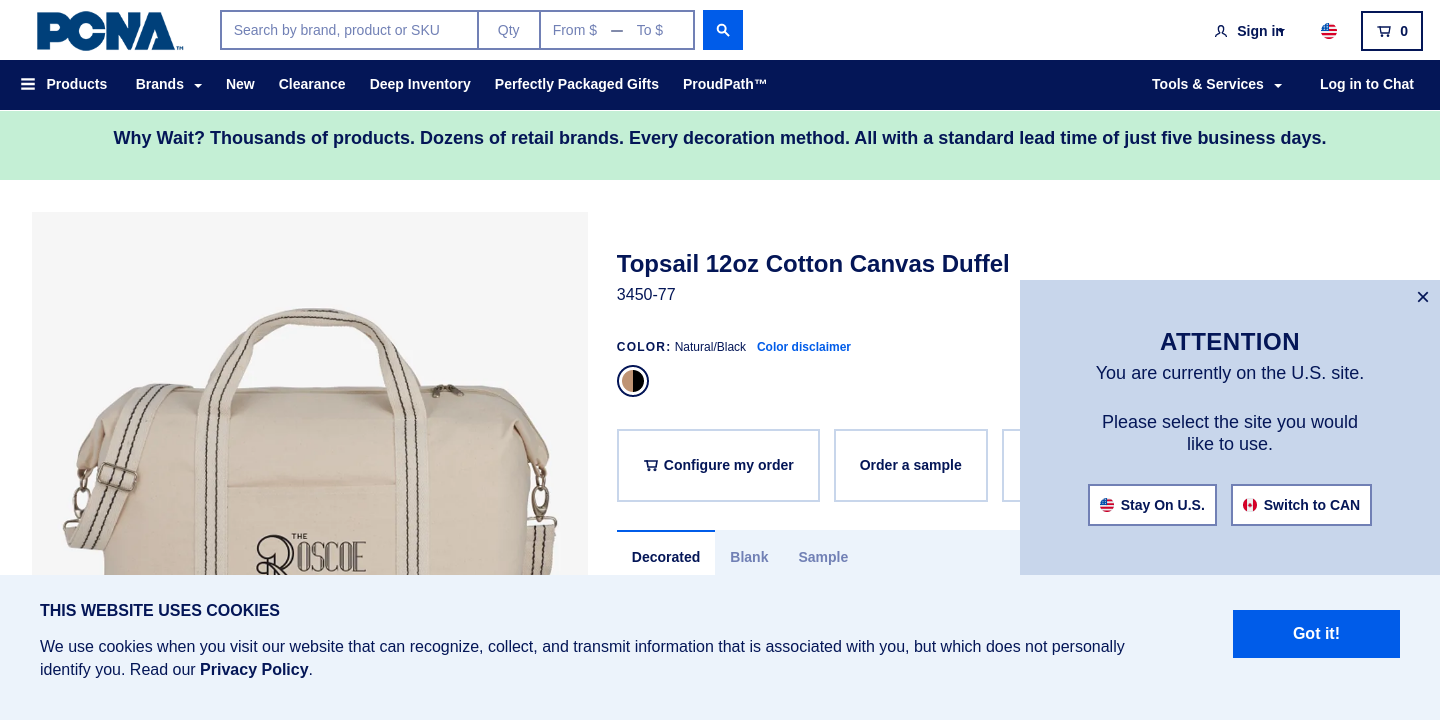 PCNA™
Search by brand, product or SKU
Qty
From $ — To $
Sign in
0
Products
Brands
New
Clearance
Deep Inventory
Perfectly Packaged Gifts
ProudPath™
Tools & Services
Log in to Chat
Why Wait? Thousands of products. Dozens of retail brands. Every decoration method. All with a standard lead time of just five business days.
Topsail 12oz Cotton Canvas Duffel
3450-77
COLOR: Natural/Black Color disclaimer
Configure my order
Order a sample
Decorated
Blank
Sample
THE
ROSCOE
×
ATTENTION
You are currently on the U.S. site.
Please select the site you would
like to use.
Stay On U.S.
Switch to CAN
THIS WEBSITE USES COOKIES
We use cookies when you visit our website that can recognize, collect, and transmit information that is associated with you, but which does not personally
identify you. Read our Privacy Policy.
Got it!